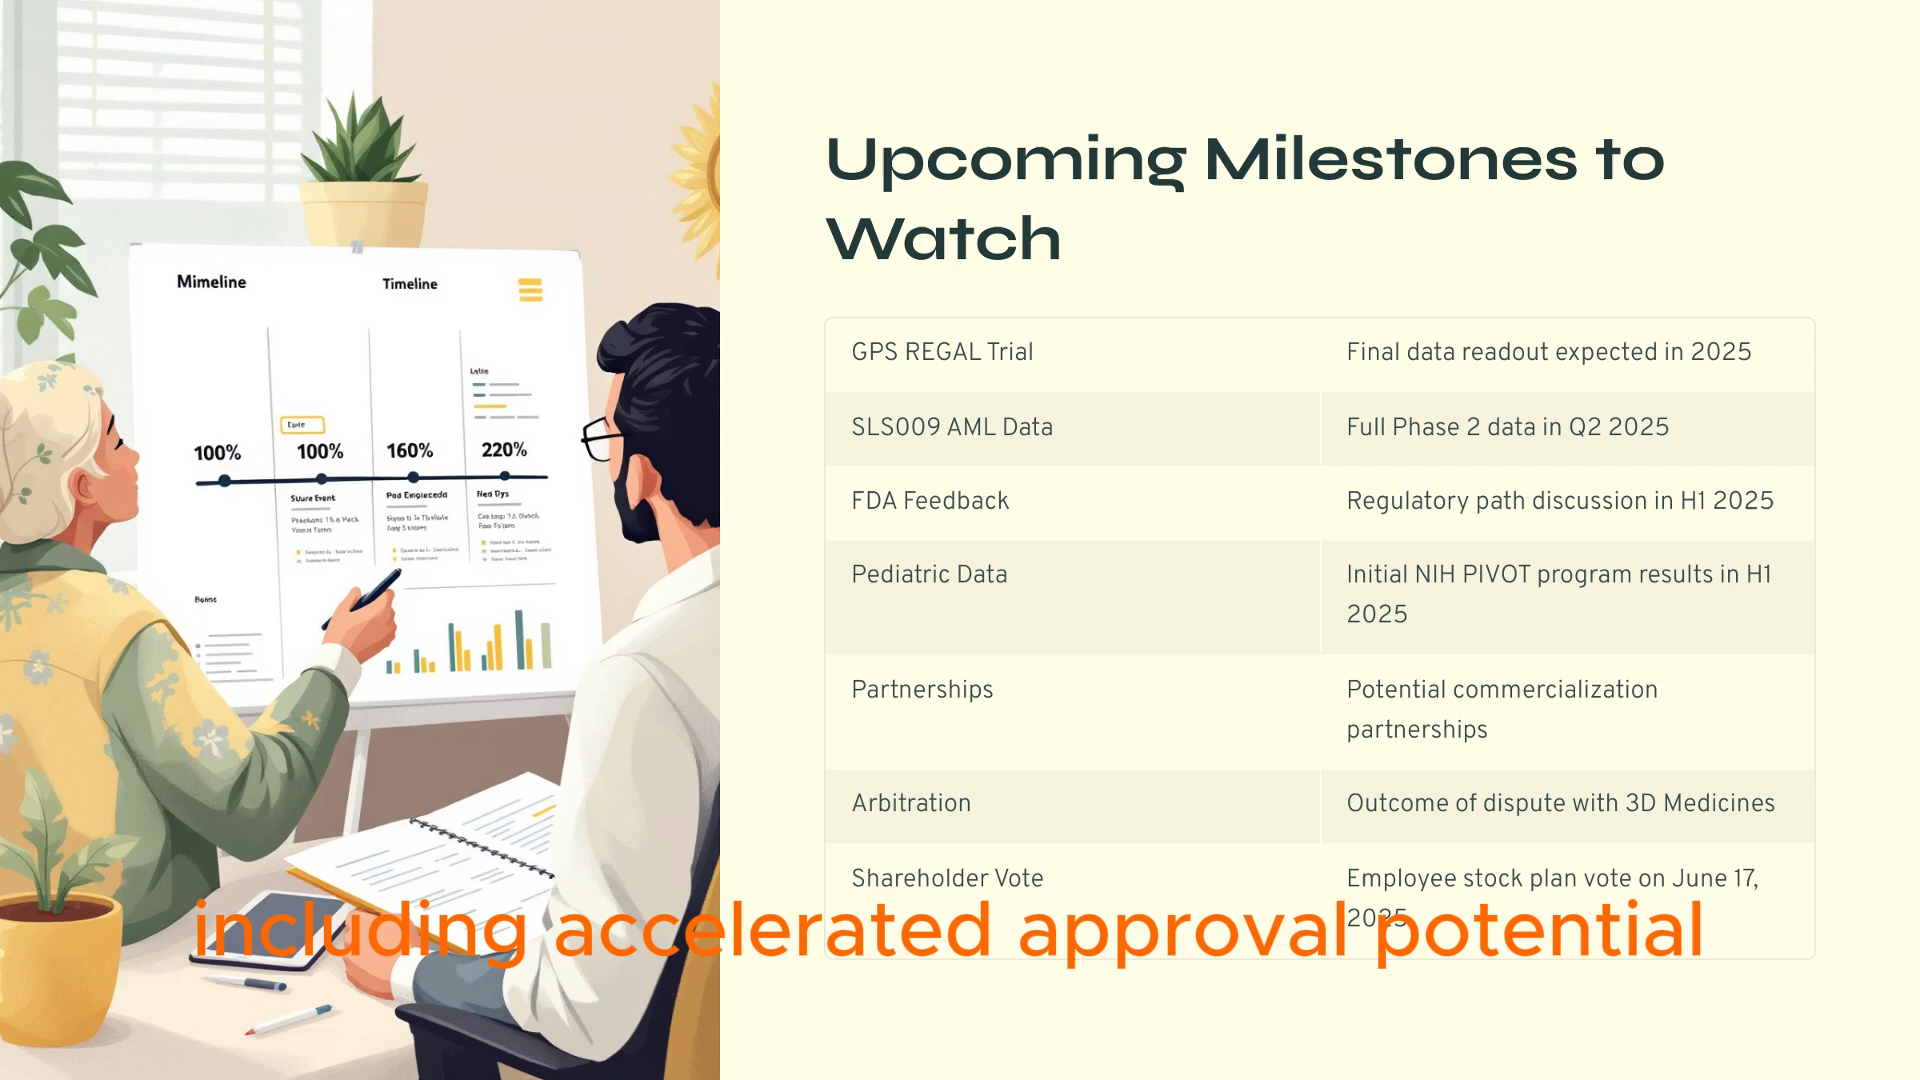 Mimeline
Timeline
100%
100%
160%
220%
Upcoming Milestones to
Watch
GPS REGAL Trial
Final data readout expected in 2025
SLS009 AML Data
Full Phase 2 data in Q2 2025
FDA Feedback
Regulatory path discussion in H1 2025
Pediatric Data
Initial NIH PIVOT program results in H1
2025
Partnerships
Potential commercialization
partnerships
Arbitration
Outcome of dispute with 3D Medicines
Shareholder Vote
Employee stock plan vote on June 17,
2025
including accelerated approval potential